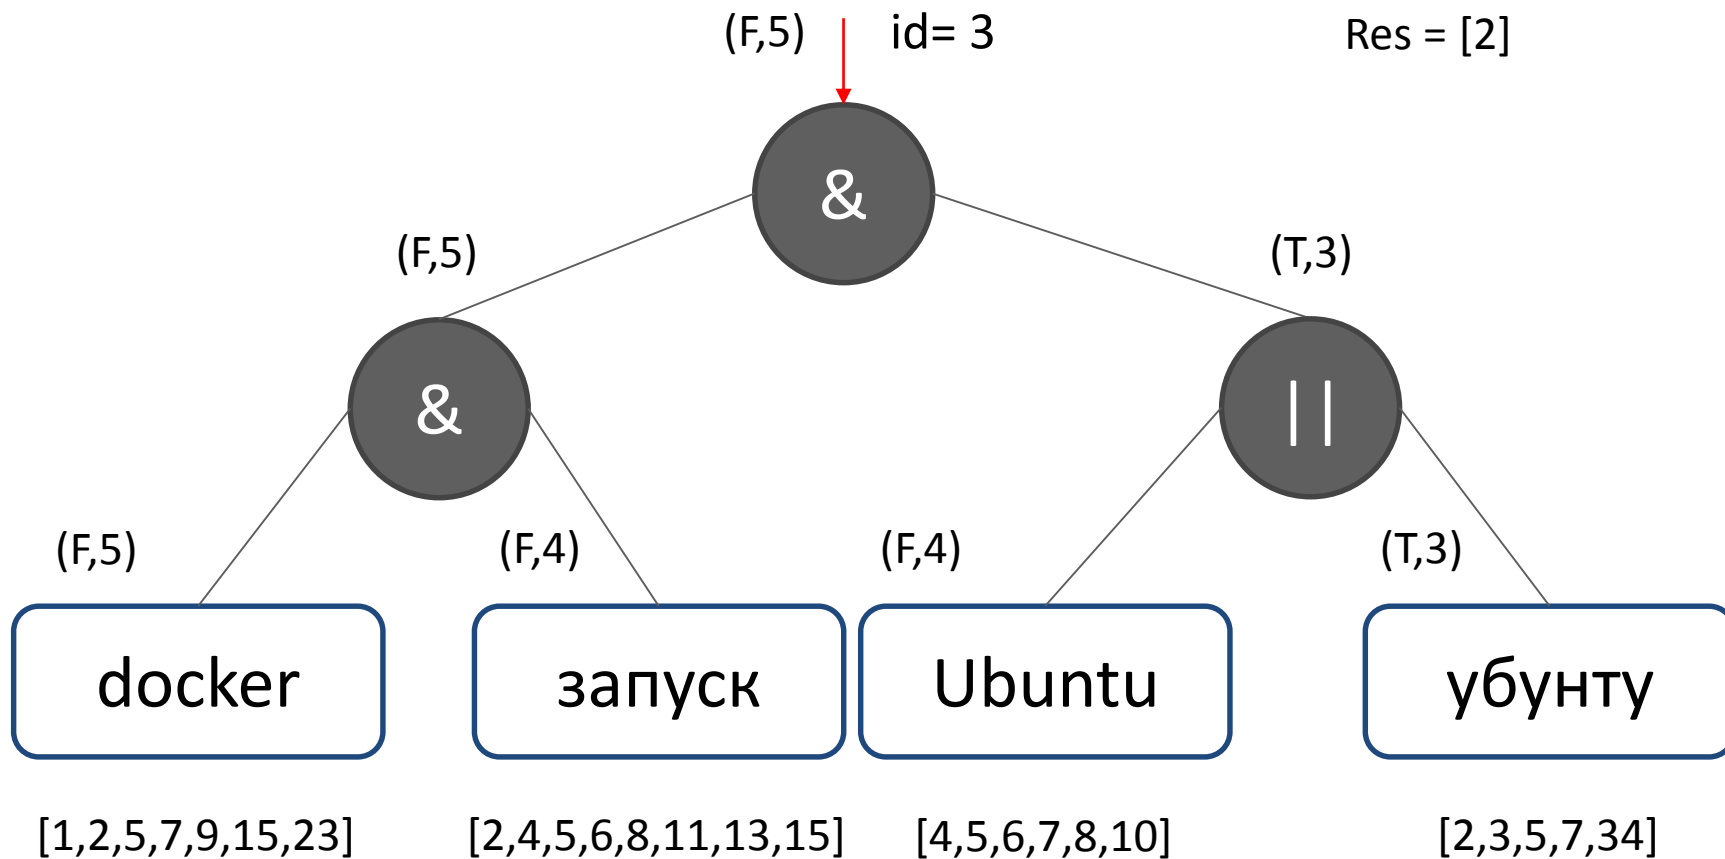 (F,5) id= 3 Res = [2]
&
(F,5) (T,3)
& ||
(F,5) (F,4) (F,4) (T,3)
docker запуск Ubuntu убунту
[1,2,5,7,9,15,23] [2,4,5,6,8,11,13,15] [4,5,6,7,8,10] [2,3,5,7,34]